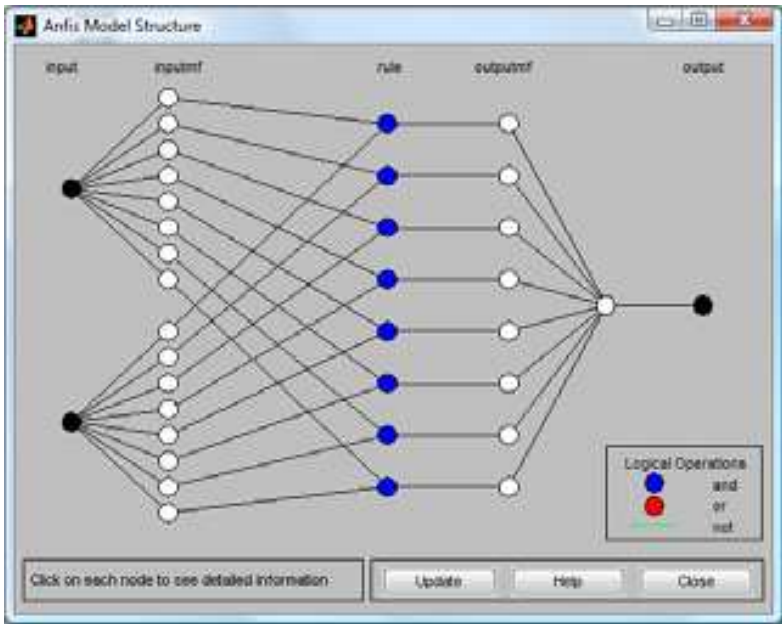 Anfis Model Structure
input inputmf rule outputmf output
Logical Operations
and
or
not
Click on each node to see detailed information
Update Help Close